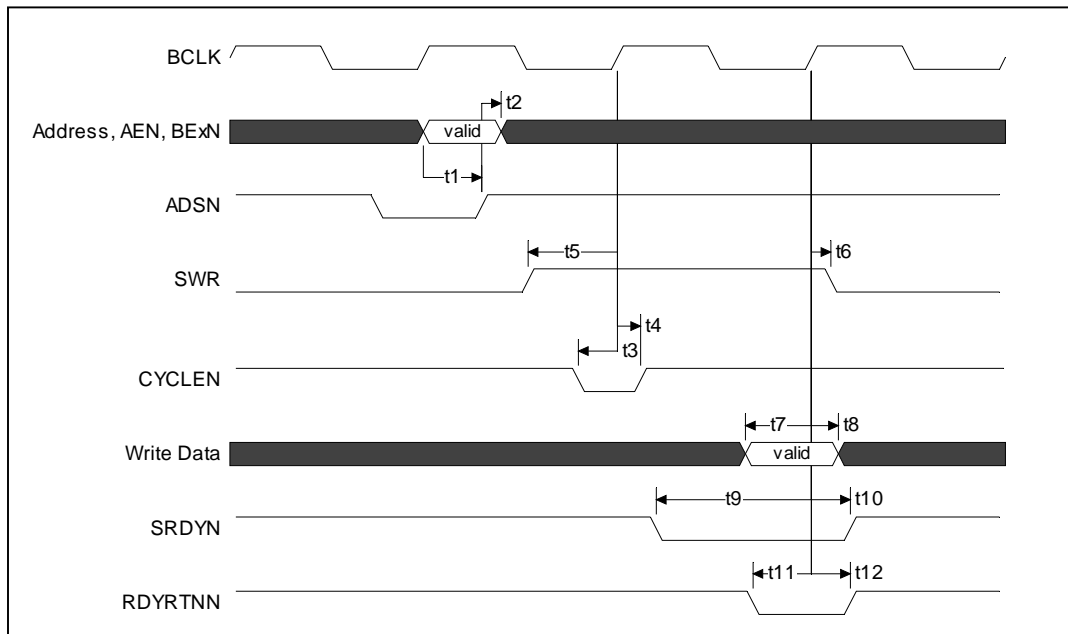 BCLK
t2
Address, AEN, BExN
valid
t1
ADSN
t5
t6
SWR
t4
t3
CYCLEN
t7
t8
Write Data
valid
t9
t10
SRDYN
t11
t12
RDYRTNN